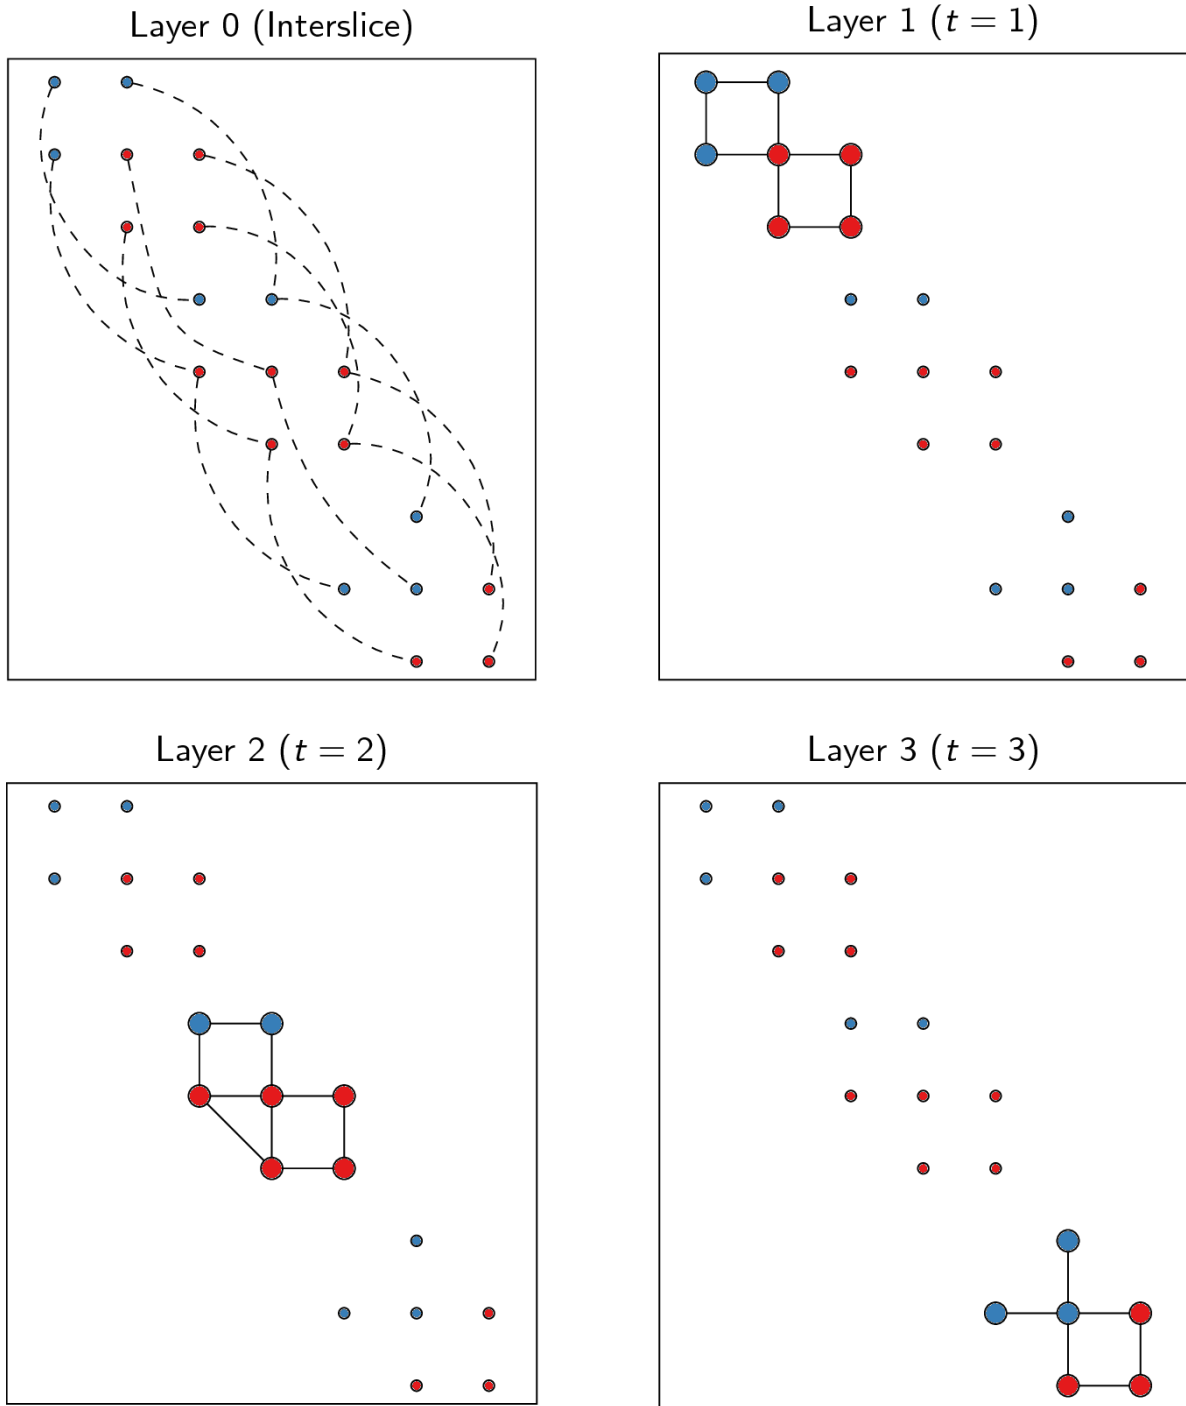 Layer 0 (Interslice)
Layer 1 (t = 1)
Layer 2 (t = 2)
Layer 3 (t = 3)